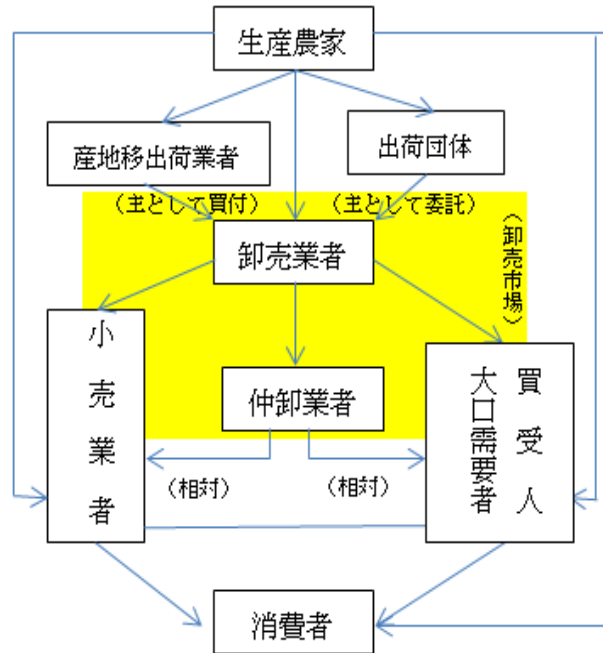 生産農家
産地移出荷業者
出荷団体
（主として買付）
（主として委託）
（卸売市場）
卸売業者
小売業者
仲卸業者
買受人
大口需要者
（相対）
（相対）
消費者